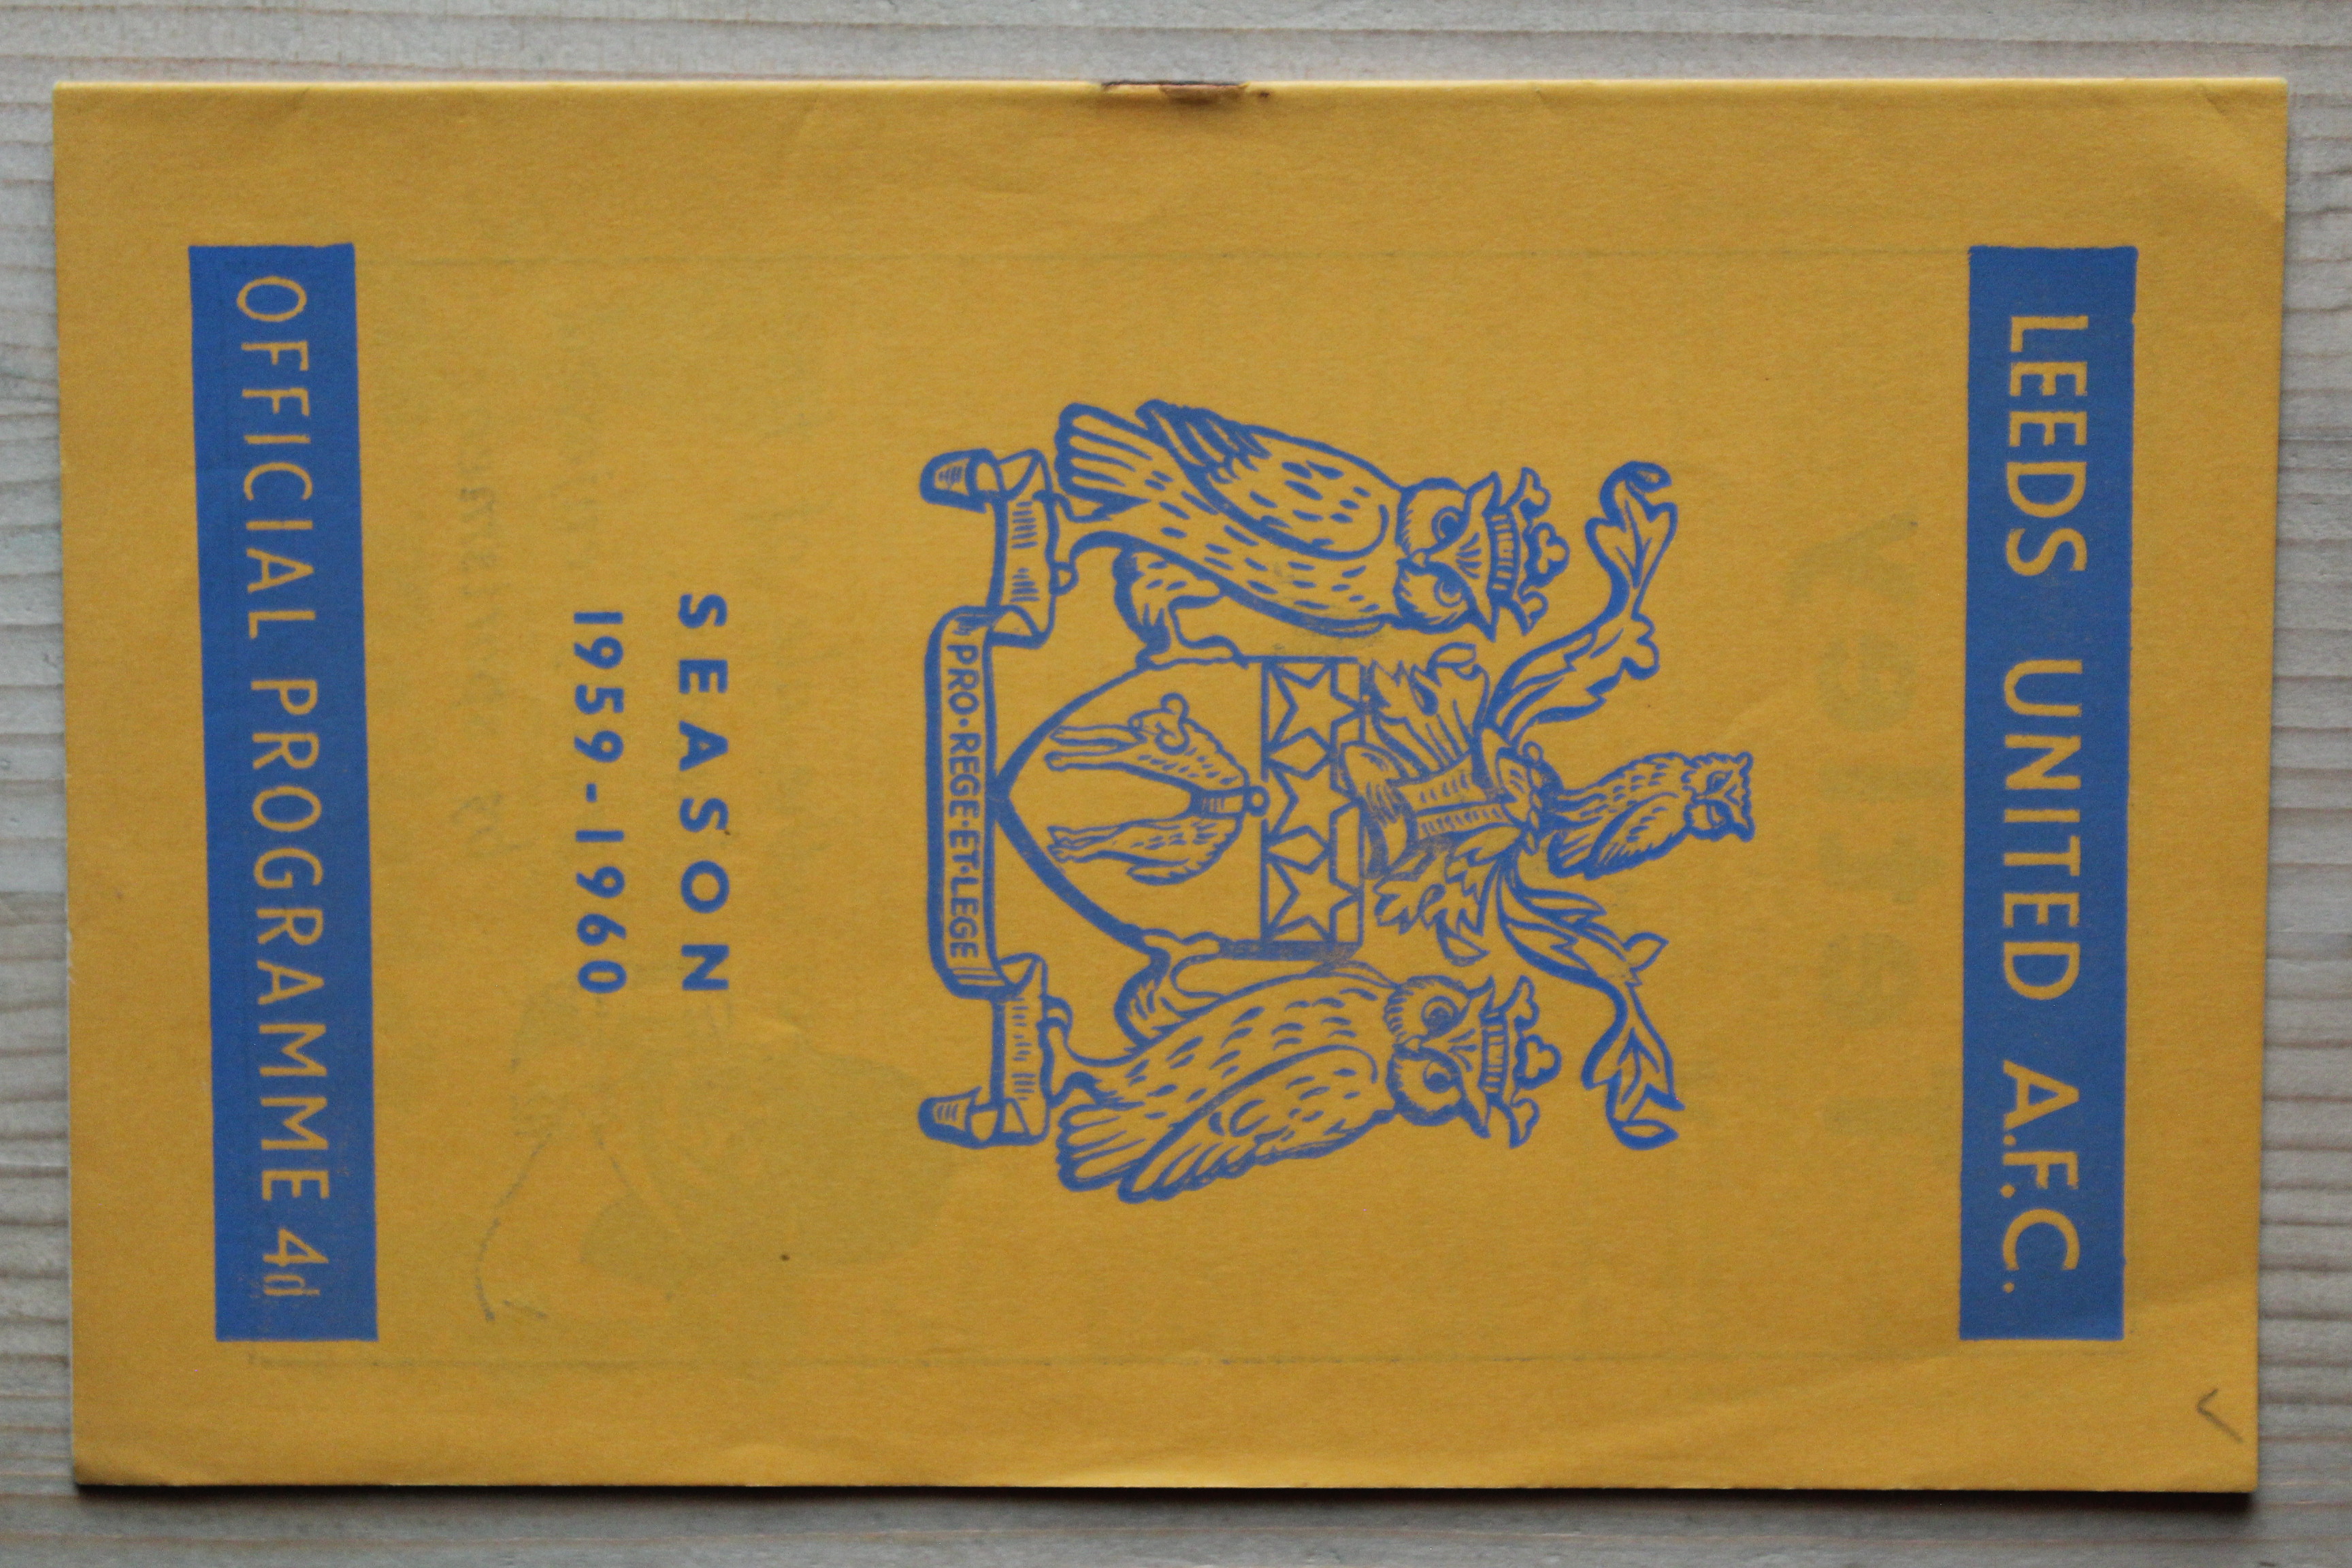 LEEDS UNITED A.F.C.
PRO·REGE·ET·LEGE
SEASON
1959-1960
OFFICIAL PROGRAMME 4d